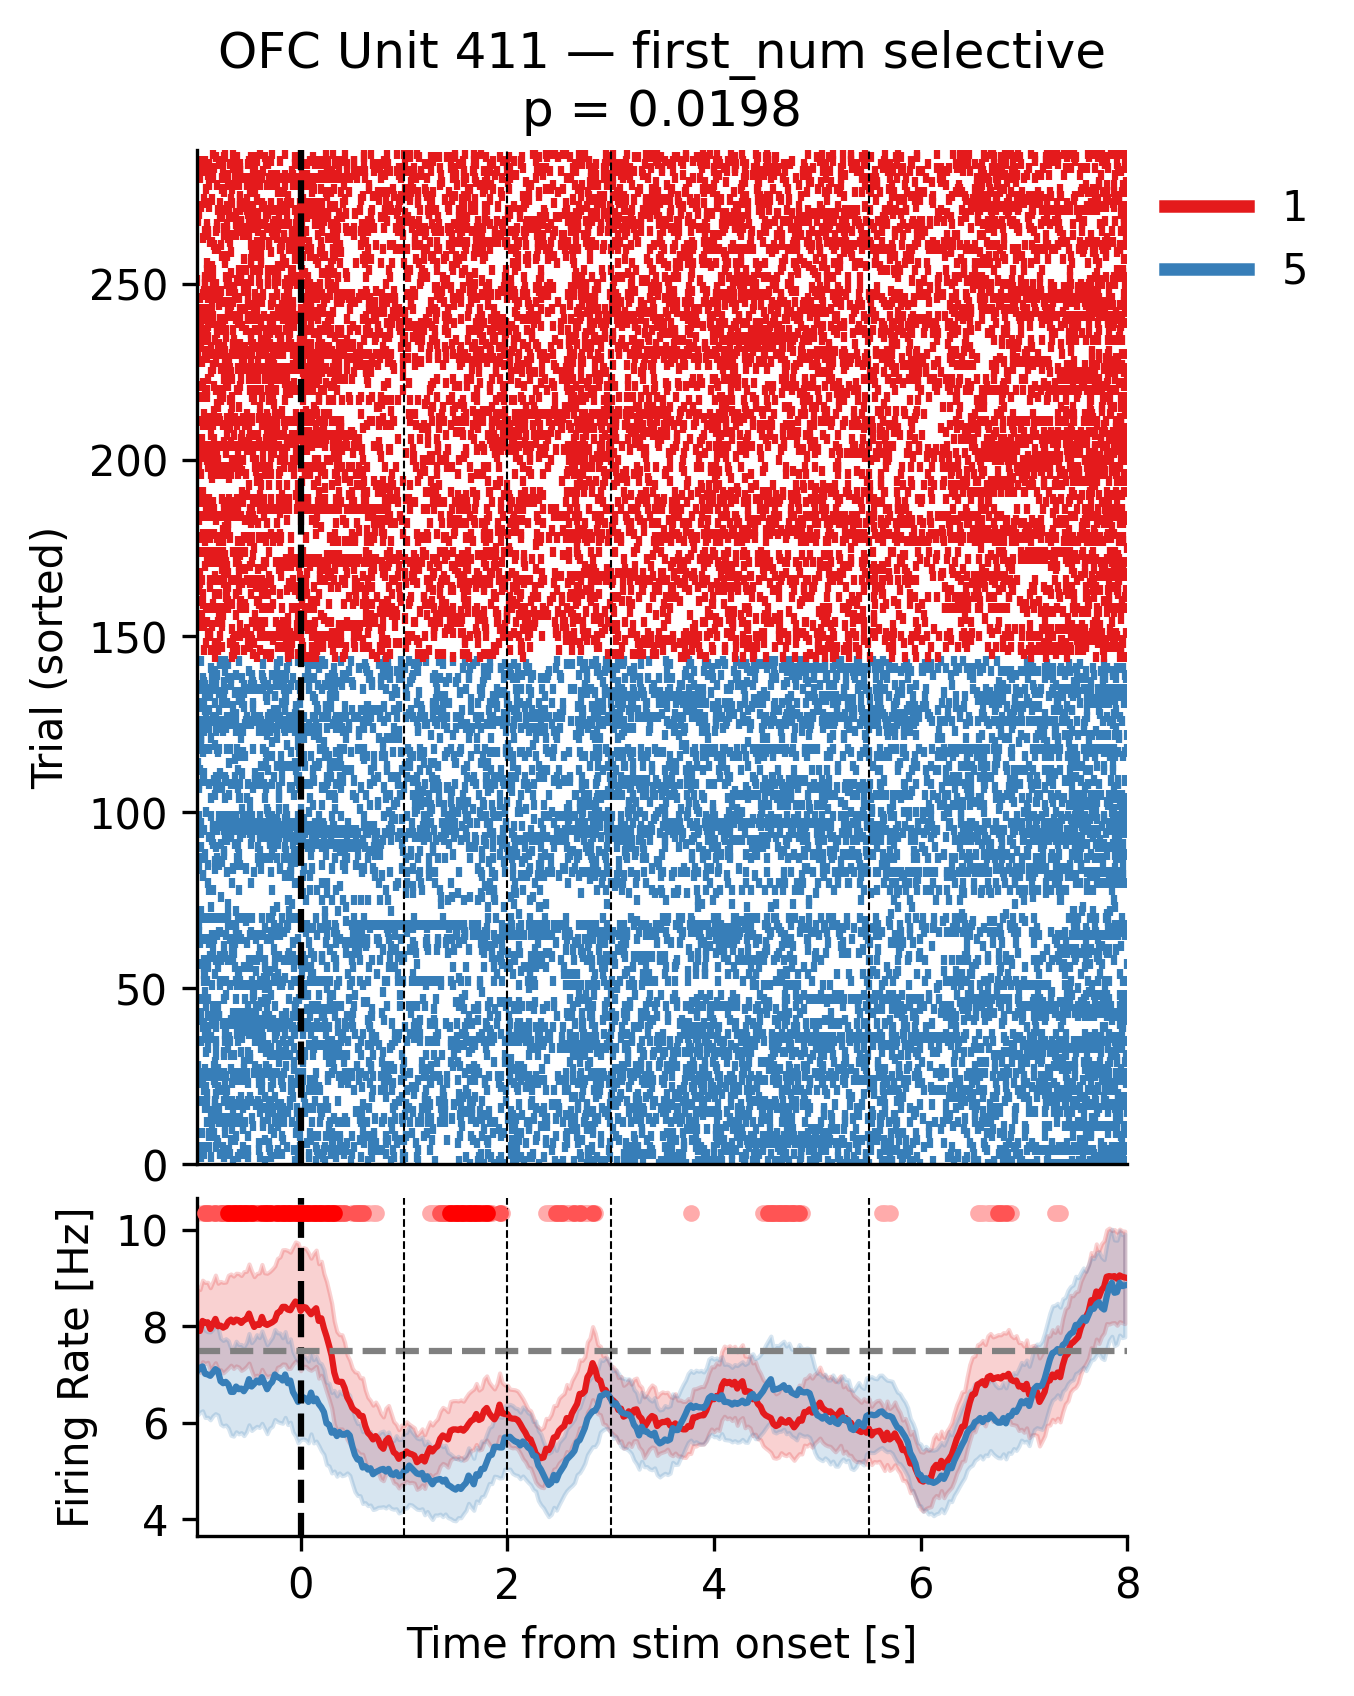 OFC Unit 411 — first_num selective
p = 0.0198
1
5
Trial (sorted)
250
200
150
100
50
0
Firing Rate [Hz]
10
8
6
4
0 2 4 6 8
Time from stim onset [s]